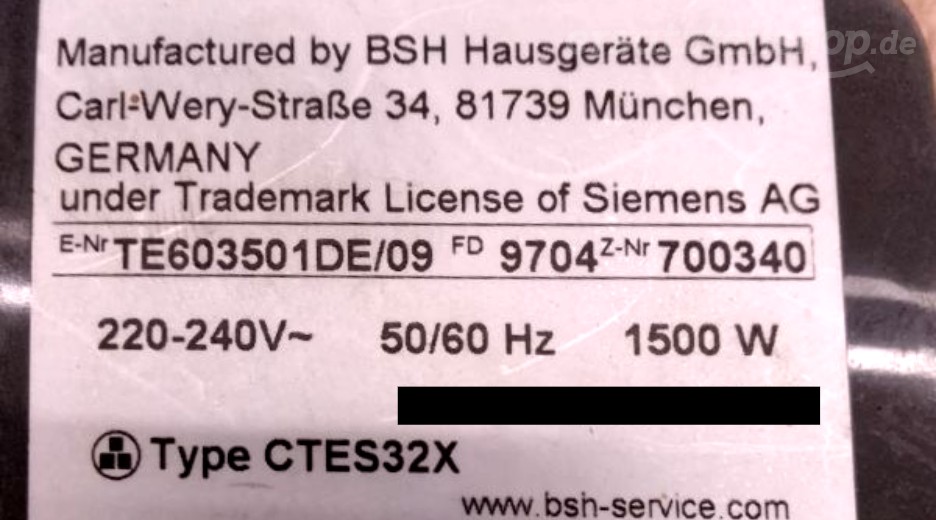 Manufactured by BSH Hausgeräte GmbH,
Carl-Wery-Straße 34, 81739 München,
GERMANY
under Trademark License of Siemens AG
E-Nr TE603501DE/09 FD 9704 Z-Nr 700340
220-240V~ 50/60 Hz 1500 W
Type CTES32X
www.bsh-service.com